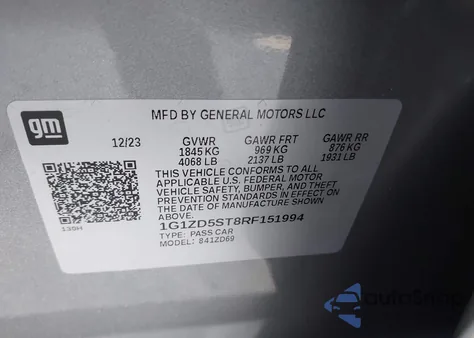 gm
MFD BY GENERAL MOTORS LLC
12/23 GVWR GAWR FRT GAWR RR
1845 KG 969 KG 876 KG
4068 LB 2137 LB 1931 LB
THIS VEHICLE CONFORMS TO ALL
APPLICABLE U.S. FEDERAL MOTOR
VEHICLE SAFETY, BUMPER, AND THEFT
PREVENTION STANDARDS IN EFFECT ON
THE DATE OF MANUFACTURE SHOWN ABOVE.
1G1ZD5ST8RF151994
TYPE: PASS CAR
MODEL: 841ZD69
139H